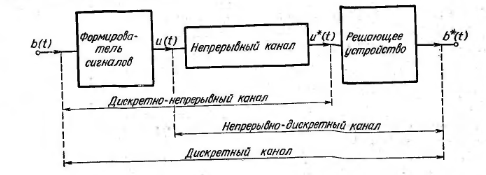 b(t)
Формирова-
тель
сигналов
u(t)
Непрерывный канал
u*(t)
Решающее
устройство
b*(t)
Дискретно-непрерывный канал
Непрерывно-дискретный канал
Дискретный канал